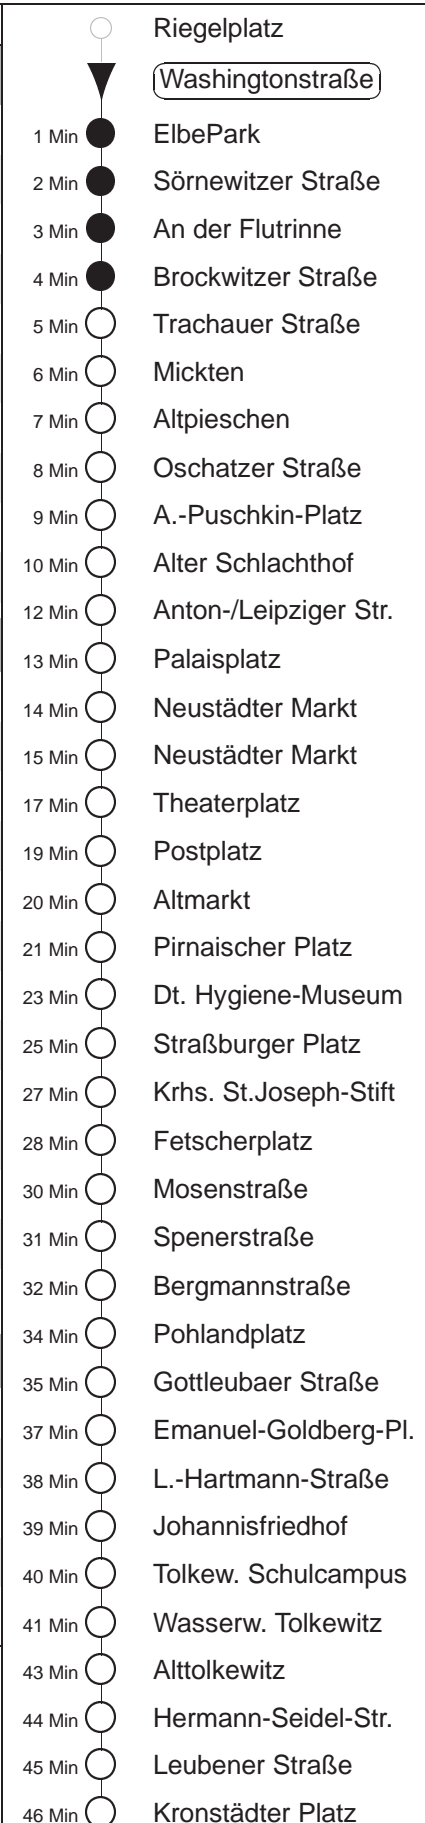 Riegelplatz
Washingtonstraße
1 Min ElbePark
2 Min Sörnewitzer Straße
3 Min An der Flutrinne
4 Min Brockwitzer Straße
5 Min Trachauer Straße
6 Min Mickten
7 Min Altpieschen
8 Min Oschatzer Straße
9 Min A.-Puschkin-Platz
10 Min Alter Schlachthof
12 Min Anton-/Leipziger Str.
13 Min Palaisplatz
14 Min Neustädter Markt
15 Min Neustädter Markt
17 Min Theaterplatz
19 Min Postplatz
20 Min Altmarkt
21 Min Pirnaischer Platz
23 Min Dt. Hygiene-Museum
25 Min Straßburger Platz
27 Min Krhs. St.Joseph-Stift
28 Min Fetscherplatz
30 Min Mosenstraße
31 Min Spenerstraße
32 Min Bergmannstraße
34 Min Pohlandplatz
35 Min Gottleubaer Straße
37 Min Emanuel-Goldberg-Pl.
38 Min L.-Hartmann-Straße
39 Min Johannisfriedhof
40 Min Tolkew. Schulcampus
41 Min Wasserw. Tolkewitz
43 Min Alttolkewitz
44 Min Hermann-Seidel-Str.
45 Min Leubener Straße
46 Min Kronstädter Platz